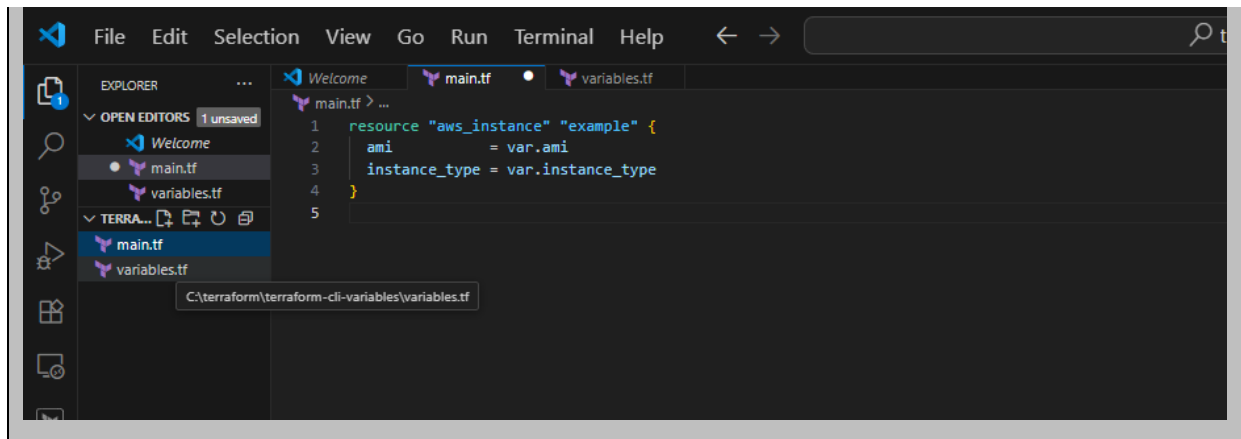 File Edit Selection View Go Run Terminal Help ← → t
EXPLORER ...
Welcome main.tf variables.tf
main.tf > ...
OPEN EDITORS 1 unsaved
Welcome
main.tf
variables.tf
TERRA...
main.tf
variables.tf
C:\terraform\terraform-cli-variables\variables.tf
1
1 resource "aws_instance" "example" {
2 ami = var.ami
3 instance_type = var.instance_type
4 }
5